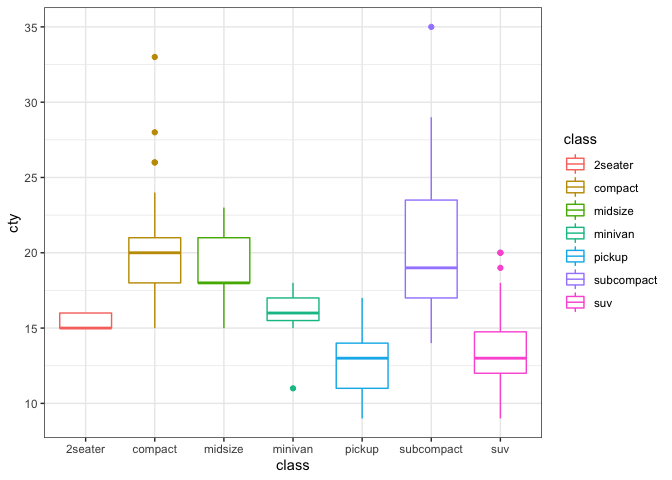 35
30
25
20
15
10
cty
2seater compact midsize minivan pickup subcompact suv
class
class
2seater
compact
midsize
minivan
pickup
subcompact
suv